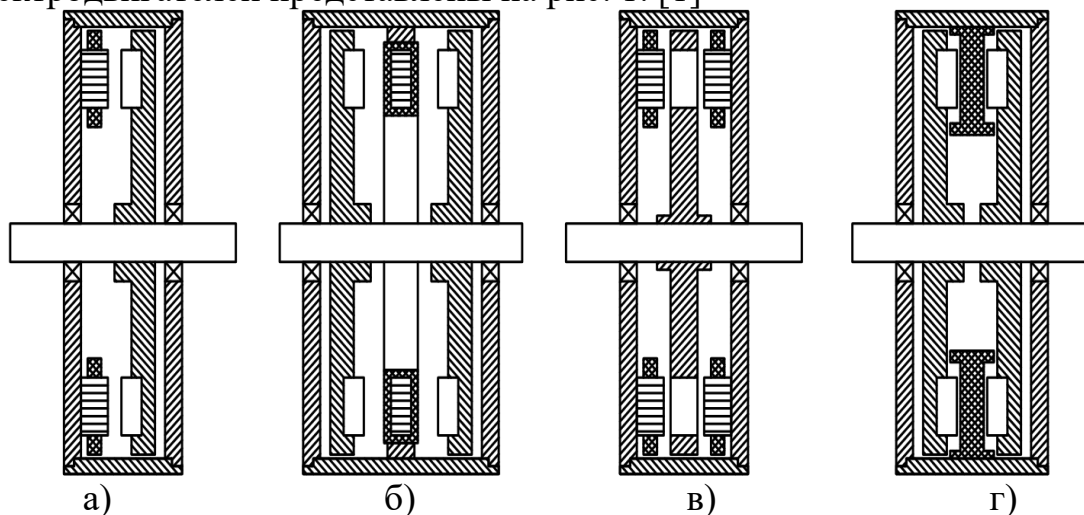 представлены на рис. 1. [1]
а) б) в) г)